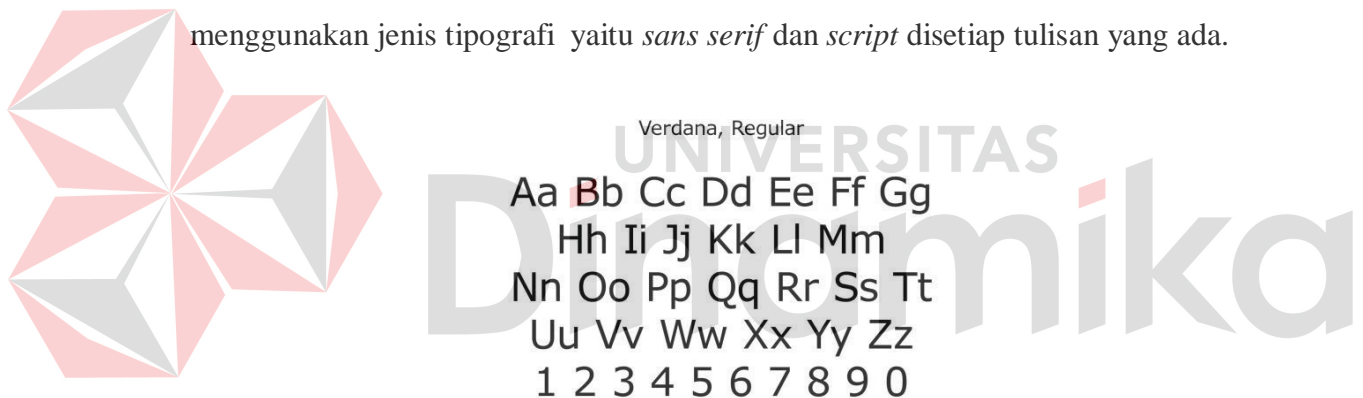 menggunakan jenis tipografi yaitu sans serif dan script disetiap tulisan yang ada.
Verdana, Regular
UNIVERSITAS
Dinamika
Aa Bb Cc Dd Ee Ff Gg
Hh Ii Jj Kk Ll Mm
Nn Oo Pp Qq Rr Ss Tt
Uu Vv Ww Xx Yy Zz
1 2 3 4 5 6 7 8 9 0